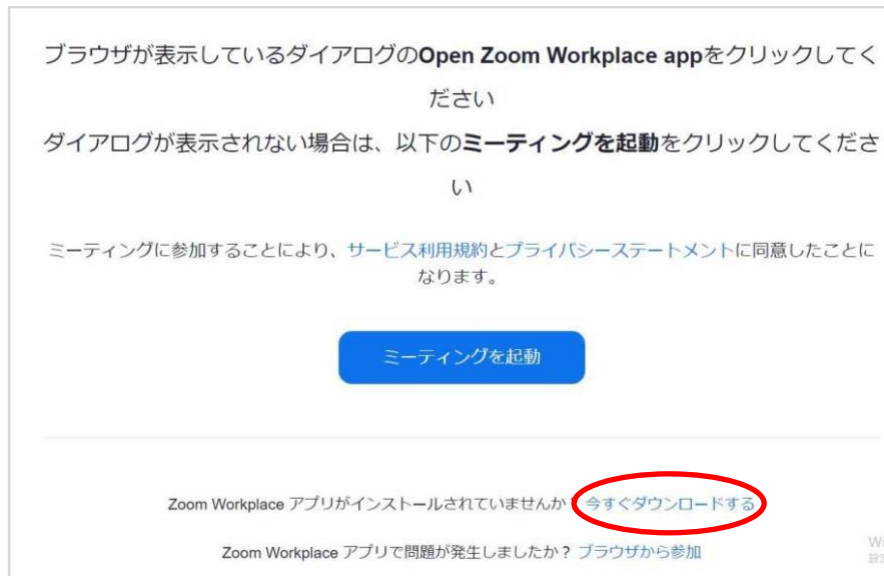 ブラウザが表示しているダイアログのOpen Zoom Workplace appをクリックしてく
ださい
ダイアログが表示されない場合は、以下のミーティングを起動をクリックしてくださ
い
ミーティングに参加することにより、サービス利用規約とプライバシーステートメントに同意したことに
なります。
ミーティングを起動
Zoom Workplace アプリがインストールされていませんか? 今すぐダウンロードする
Zoom Workplace アプリで問題が発生しましたか? ブラウザから参加